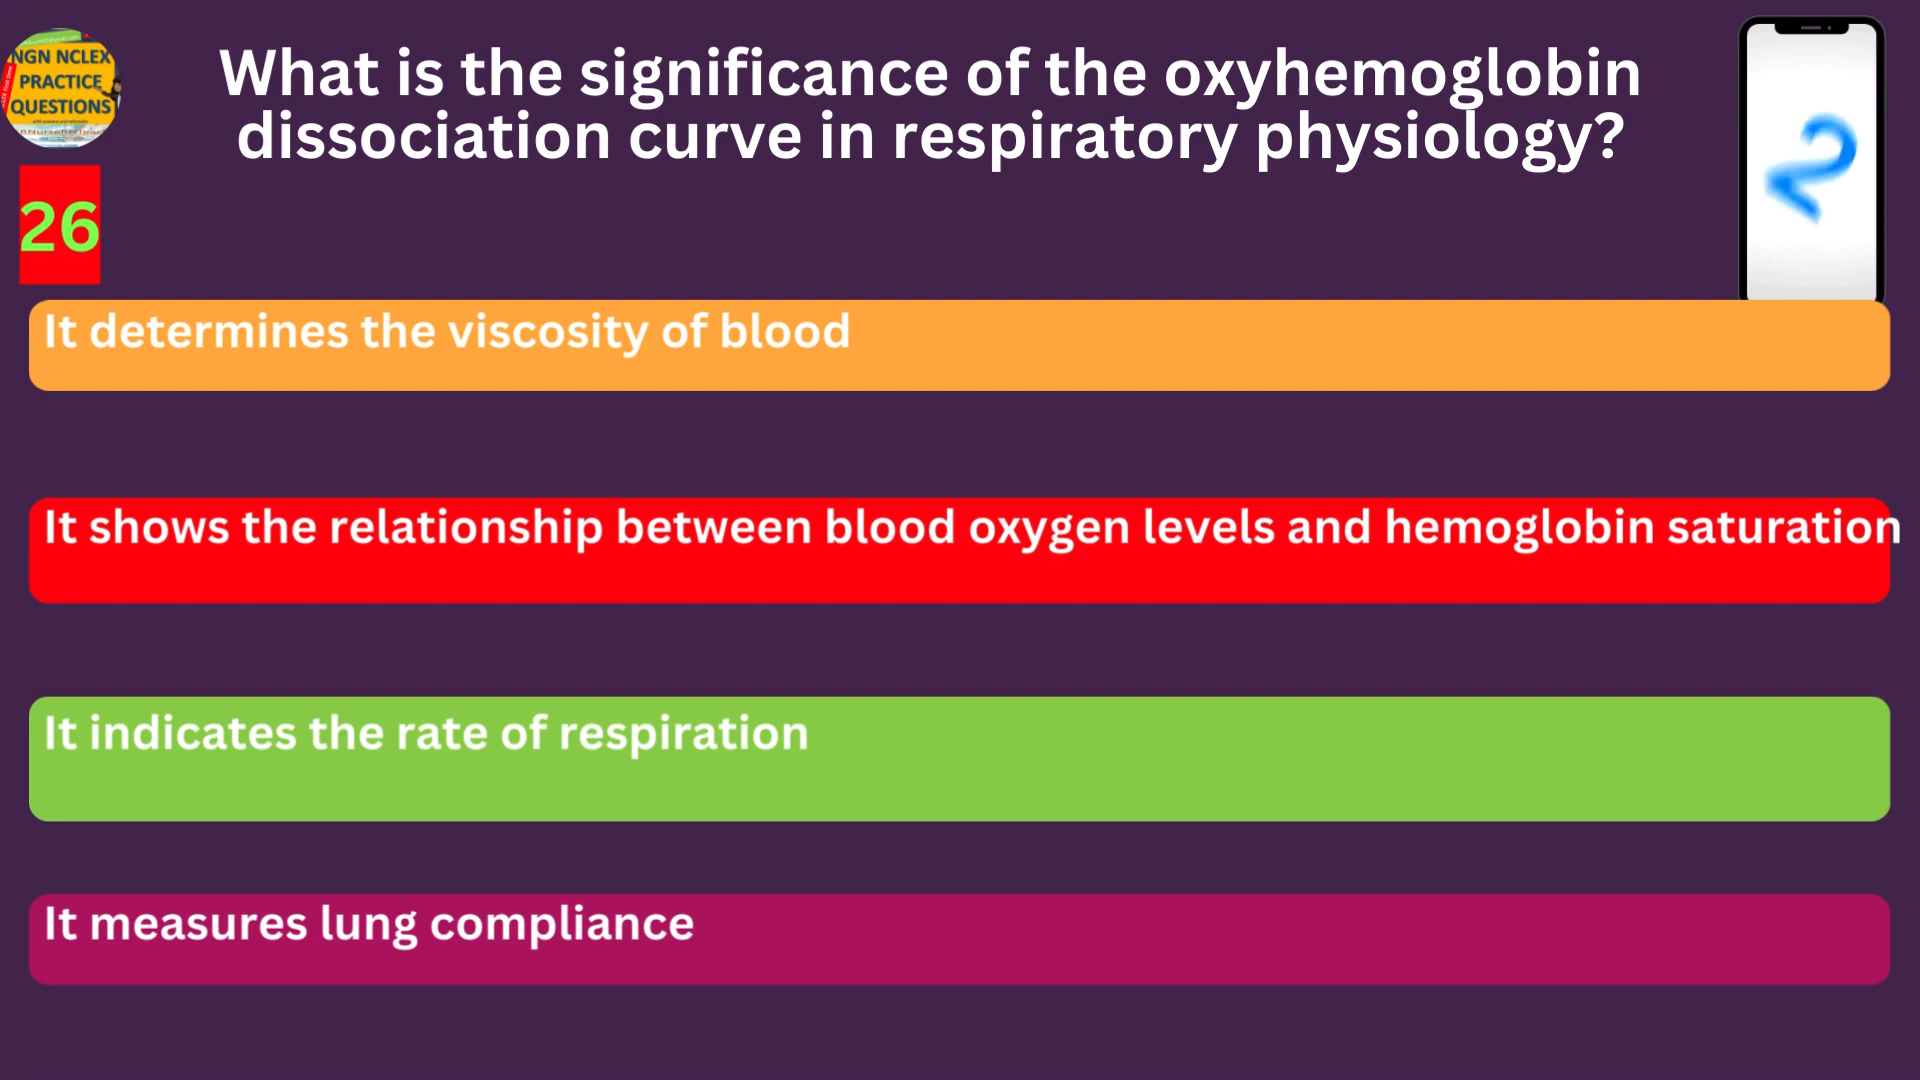 NGN NCLEX
PRACTICE
QUESTIONS
What is the significance of the oxyhemoglobin
dissociation curve in respiratory physiology?
26
2
It determines the viscosity of blood
It shows the relationship between blood oxygen levels and hemoglobin saturation
It indicates the rate of respiration
It measures lung compliance